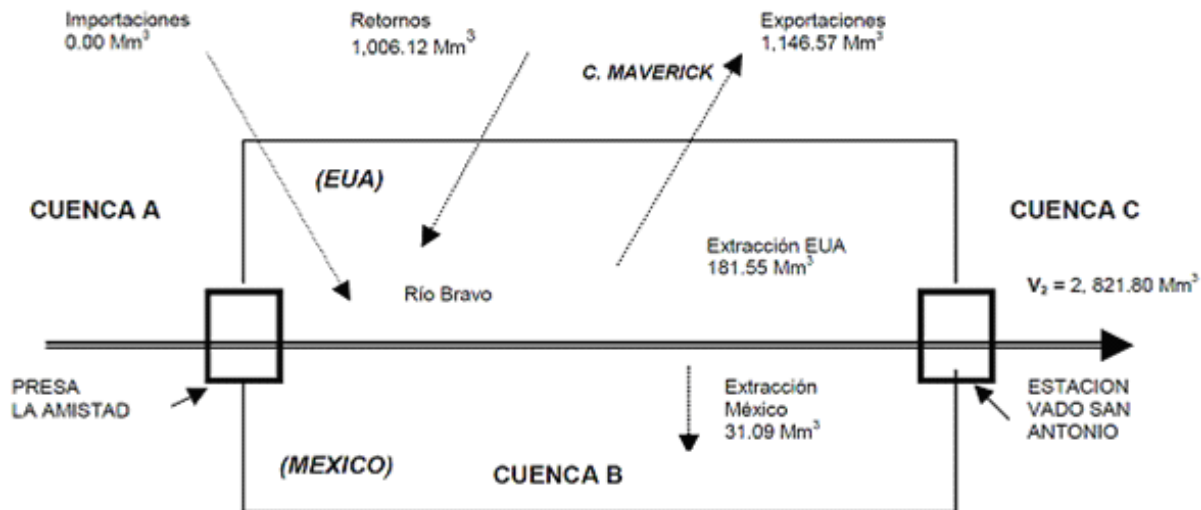 Importaciones
0.00 Mm³
Retornos
1,006.12 Mm³
Exportaciones
1,146.57 Mm³
C. MAVERICK
(EUA)
CUENCA A
CUENCA C
Extracción EUA
181.55 Mm³
Río Bravo
V₂ = 2, 821.80 Mm³
PRESA
LA AMISTAD
Extracción
México
31.09 Mm³
ESTACION
VADO SAN
ANTONIO
(MEXICO)
CUENCA B